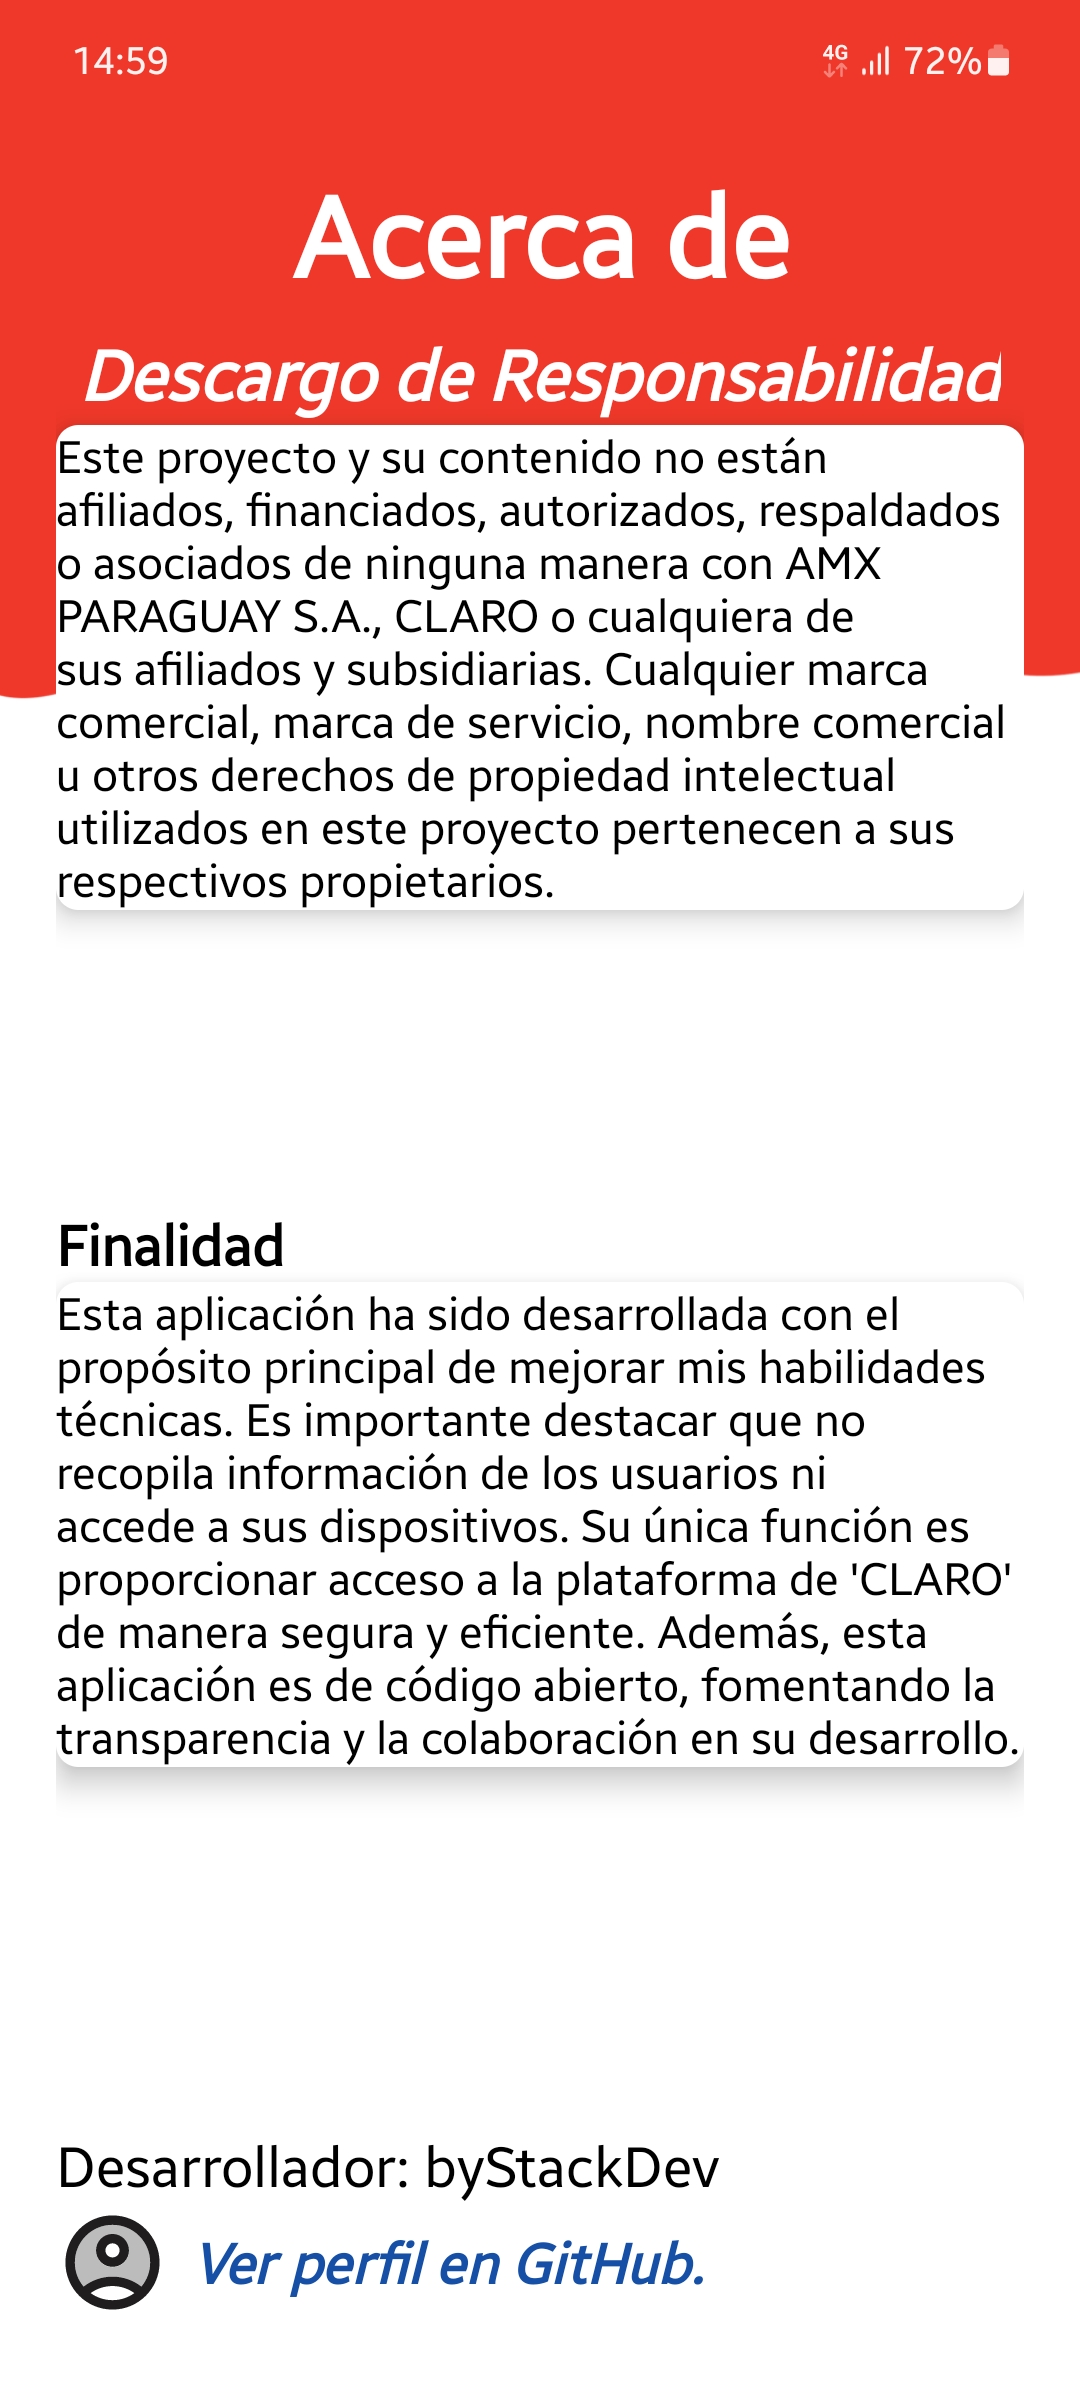 14:59 4G 72%
Acerca de
Descargo de Responsabilidad
Este proyecto y su contenido no están
afiliados, financiados, autorizados, respaldados
o asociados de ninguna manera con AMX
PARAGUAY S.A., CLARO o cualquiera de
sus afiliados y subsidiarias. Cualquier marca
comercial, marca de servicio, nombre comercial
u otros derechos de propiedad intelectual
utilizados en este proyecto pertenecen a sus
respectivos propietarios.
Finalidad
Esta aplicación ha sido desarrollada con el
propósito principal de mejorar mis habilidades
técnicas. Es importante destacar que no
recopila información de los usuarios ni
accede a sus dispositivos. Su única función es
proporcionar acceso a la plataforma de 'CLARO'
de manera segura y eficiente. Además, esta
aplicación es de código abierto, fomentando la
transparencia y la colaboración en su desarrollo.
Desarrollador: byStackDev
Ver perfil en GitHub.